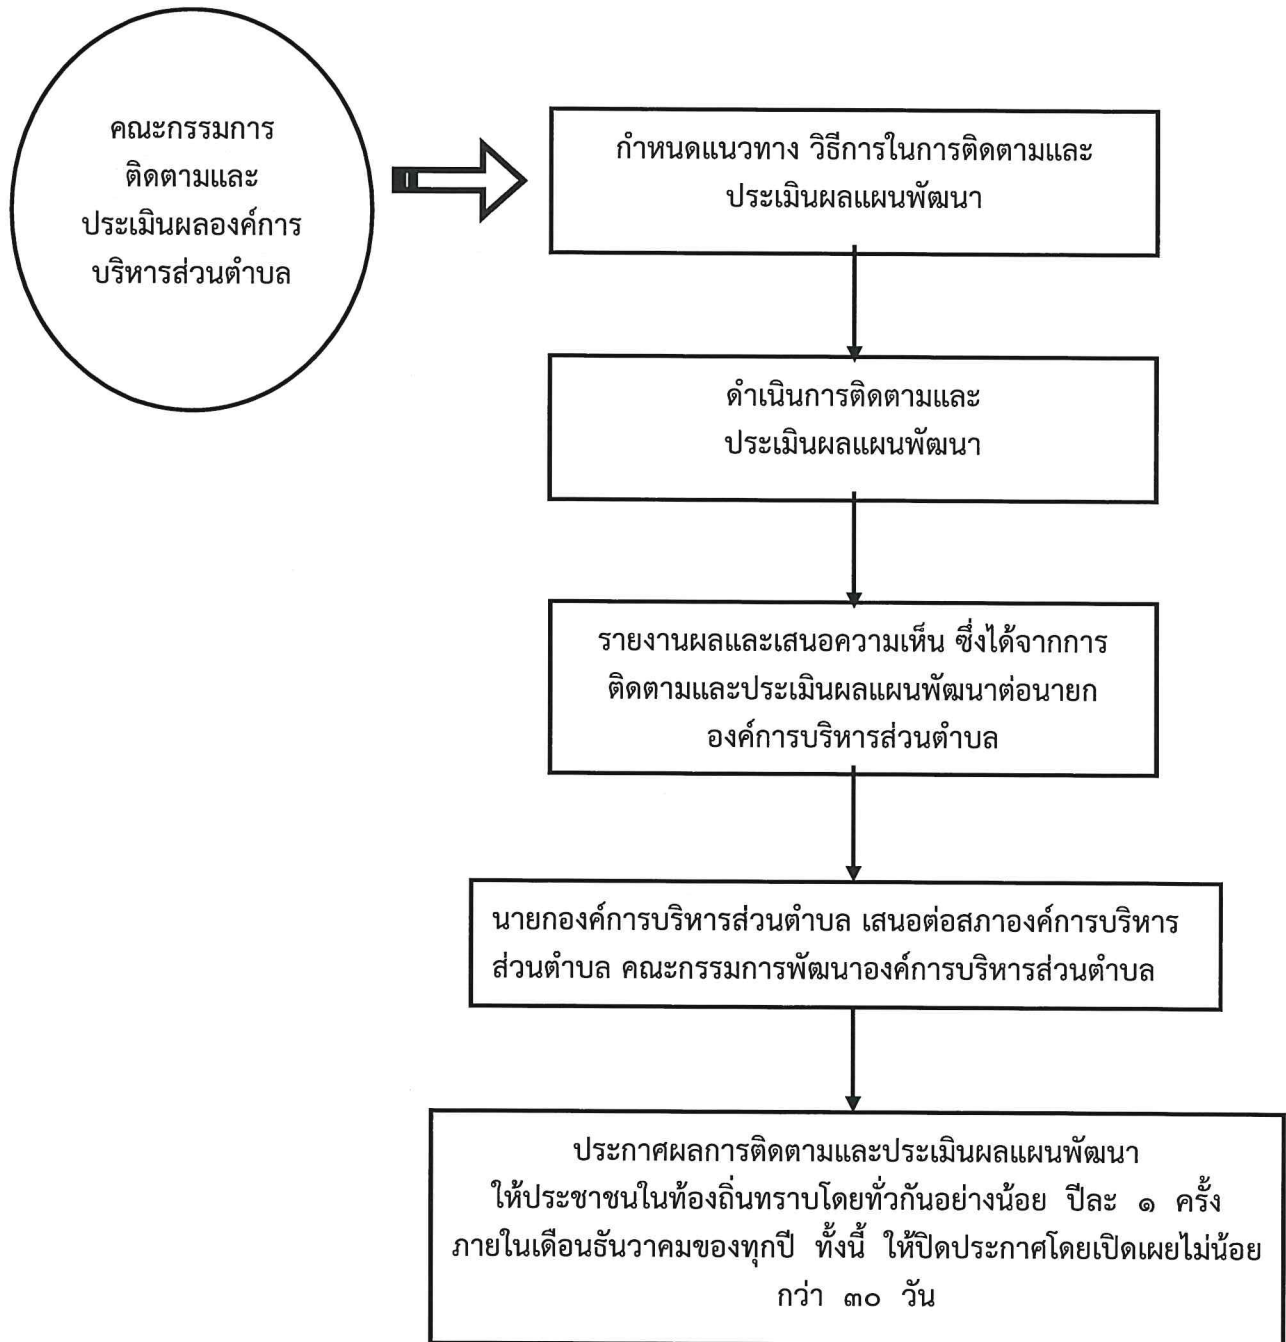 คณะกรรมการ
ติดตามและ
ประเมินผลองค์การ
บริหารส่วนตำบล
กำหนดแนวทาง วิธีการในการติดตามและ
ประเมินผลแผนพัฒนา
ดำเนินการติดตามและ
ประเมินผลแผนพัฒนา
รายงานผลและเสนอความเห็น ซึ่งได้จากการ
ติดตามและประเมินผลแผนพัฒนาต่อนายก
องค์การบริหารส่วนตำบล
นายกองค์การบริหารส่วนตำบล เสนอต่อสภาองค์การบริหาร
ส่วนตำบล คณะกรรมการพัฒนาองค์การบริหารส่วนตำบล
ประกาศผลการติดตามและประเมินผลแผนพัฒนา
ให้ประชาชนในท้องถิ่นทราบโดยทั่วกันอย่างน้อย ปีละ ๑ ครั้ง
ภายในเดือนธันวาคมของทุกปี ทั้งนี้ ให้ปิดประกาศโดยเปิดเผยไม่น้อย
กว่า ๓๐ วัน